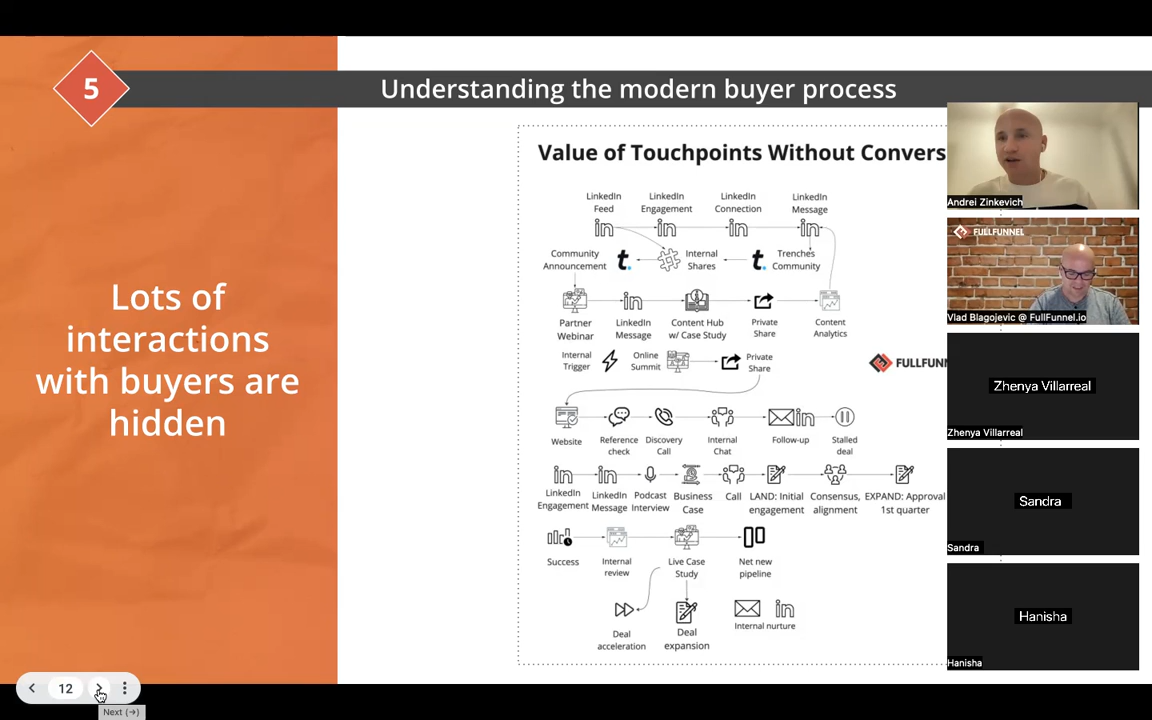 5
Understanding the modern buyer process
Lots of
interactions
with buyers are
hidden
Value of Touchpoints Without Convers
LinkedIn Feed
LinkedIn Engagement
LinkedIn Connection
LinkedIn Message
Community Announcement
Internal Shares
Trenches Community
Partner Webinar
LinkedIn Message
Content Hub w/ Case Study
Private Share
Content Analytics
Internal Trigger
Online Summit
Private Share
FULLFUNN
Website
Reference check
Discovery Call
Internal Chat
Follow-up
Stalled deal
LinkedIn Engagement
LinkedIn Message
Podcast Interview
Business Case
Call
LAND: Initial engagement
Consensus, alignment
EXPAND: Approval 1st quarter
Success
Internal review
Live Case Study
Net new pipeline
Deal acceleration
Deal expansion
Internal nurture
Andrei Zinkevich
FULLFUNNEL
Vlad Blagojevic @ FullFunnel.io
Zhenya Villarreal
Zhenya Villarreal
Sandra
Sandra
Hanisha
Hanisha
12
Next (→)